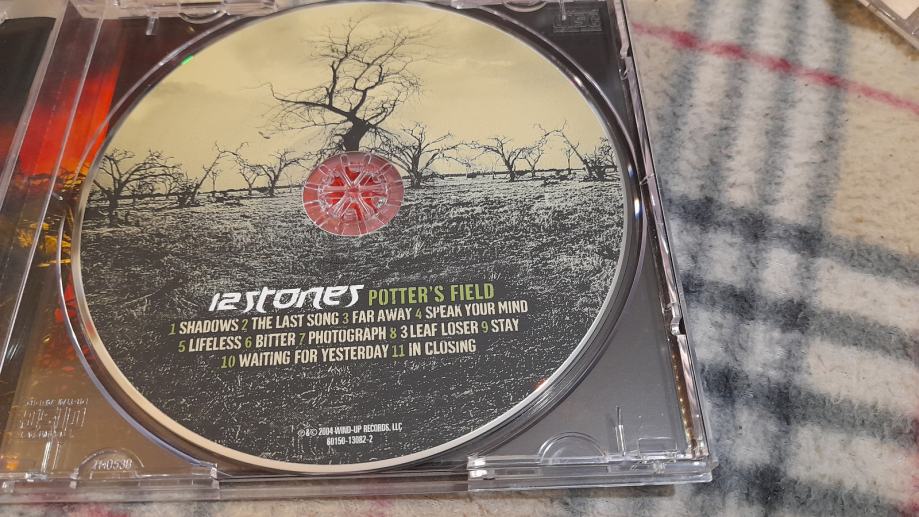 12 stones POTTER'S FIELD
1 SHADOWS 2 THE LAST SONG 3 FAR AWAY 4 SPEAK YOUR MIND
5 LIFELESS 6 BITTER 7 PHOTOGRAPH 8 3 LEAF LOSER 9 STAY
10 WAITING FOR YESTERDAY 11 IN CLOSING
℗&© 2004 WIND-UP RECORDS, LLC
60150-13082-2